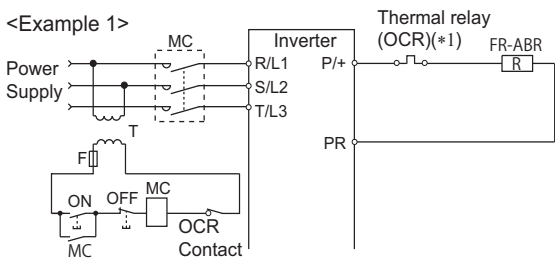 <Example 1>
Power
Supply
MC
R/L1
S/L2
T/L3
Inverter
P/+
PR
Thermal relay
(OCR)(*1)
FR-ABR
R
T
F
ON
OFF
MC
MC
OCR
Contact